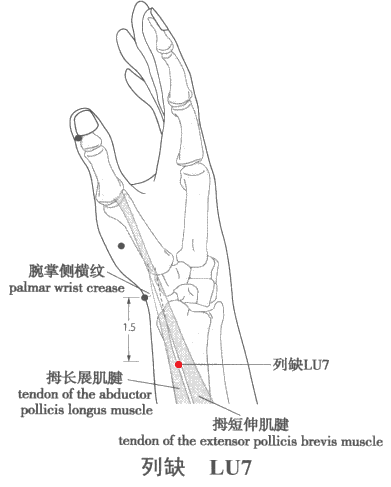 腕掌侧横纹
palmar wrist crease
1.5
列缺LU7
拇长展肌腱
tendon of the abductor
pollicis longus muscle
拇短伸肌腱
tendon of the extensor pollicis brevis muscle
列缺 LU7